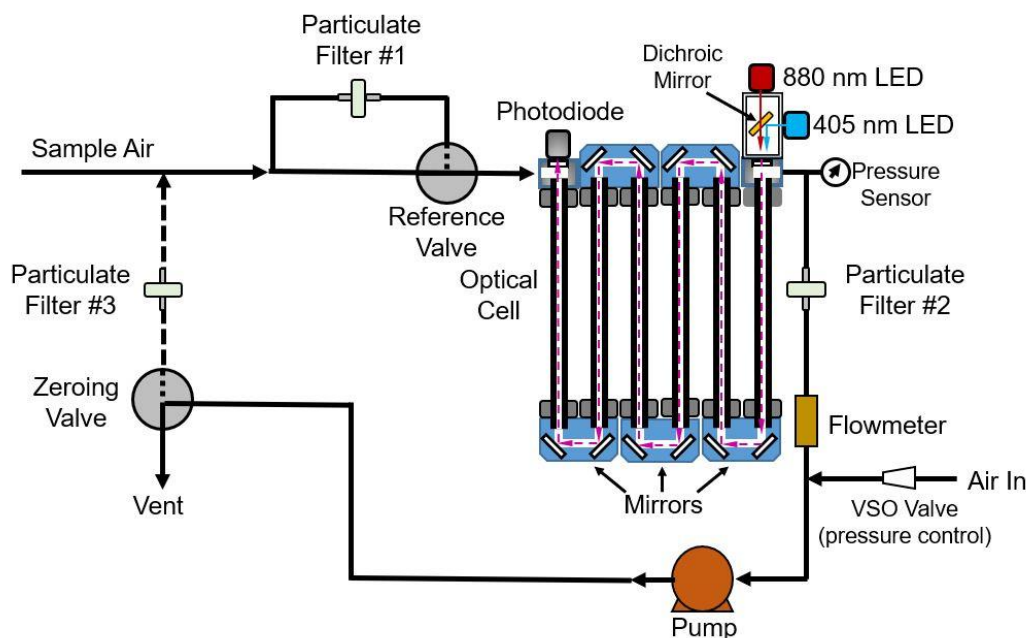 Particulate
Filter #1
Dichroic
Mirror
880 nm LED
Photodiode
405 nm LED
Sample Air
Pressure
Sensor
Reference
Valve
Optical
Cell
Particulate
Filter #3
Particulate
Filter #2
Zeroing
Valve
Flowmeter
Vent
Mirrors
Air In
VSO Valve
(pressure control)
Pump